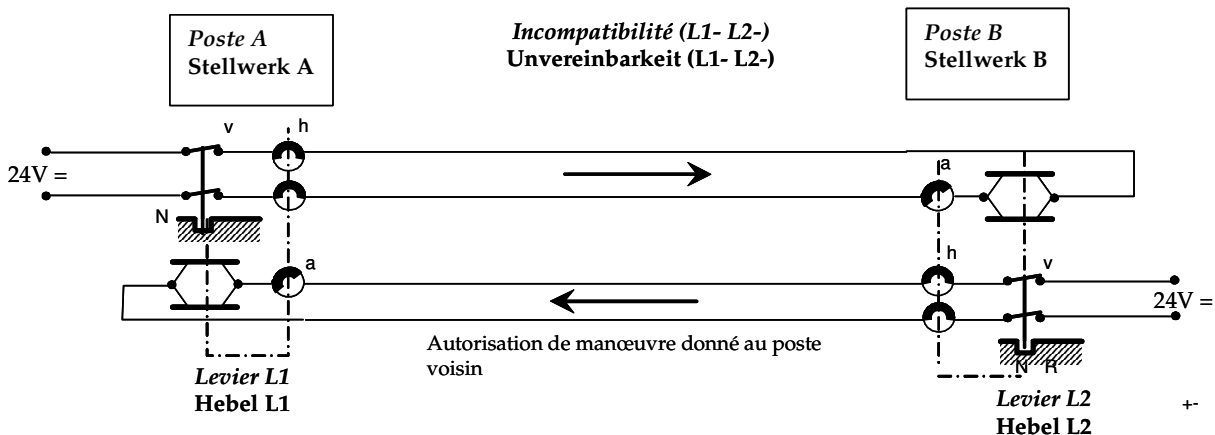 Poste A
Stellwerk A
Incompatibilité (L1- L2-)
Unvereinbarkeit (L1- L2-)
Poste B
Stellwerk B
v
h
24V =
a
N
a
h
v
24V =
Autorisation de manœuvre donné au poste
voisin
N R
Levier L1
Hebel L1
Levier L2
Hebel L2
+-